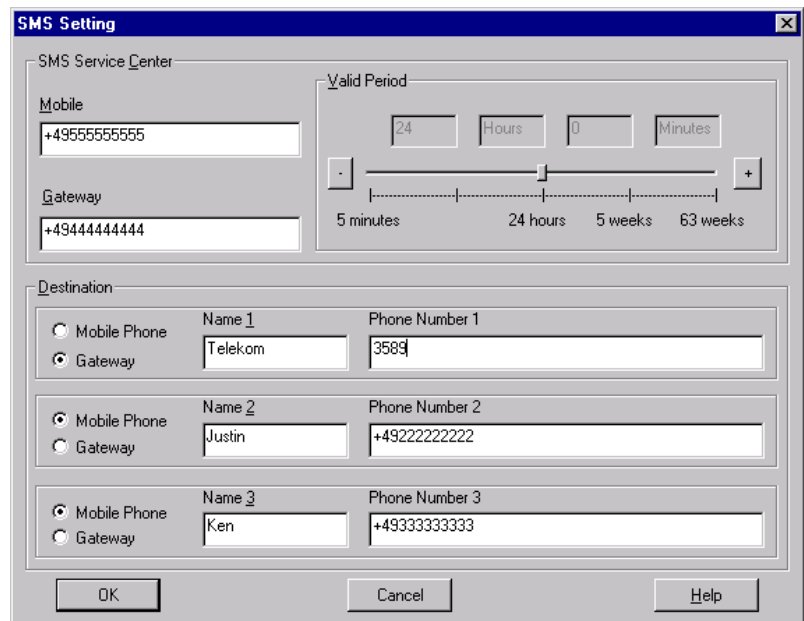 SMS Setting
SMS Service Center
Mobile
+49555555555
Gateway
+49444444444
Valid Period
24 Hours 0 Minutes
- +
5 minutes 24 hours 5 weeks 63 weeks
Destination
Mobile Phone
Gateway
Name 1 Phone Number 1
Telekom 3589
Mobile Phone
Gateway
Name 2 Phone Number 2
Justin +49222222222
Mobile Phone
Gateway
Name 3 Phone Number 3
Ken +49333333333
OK Cancel Help